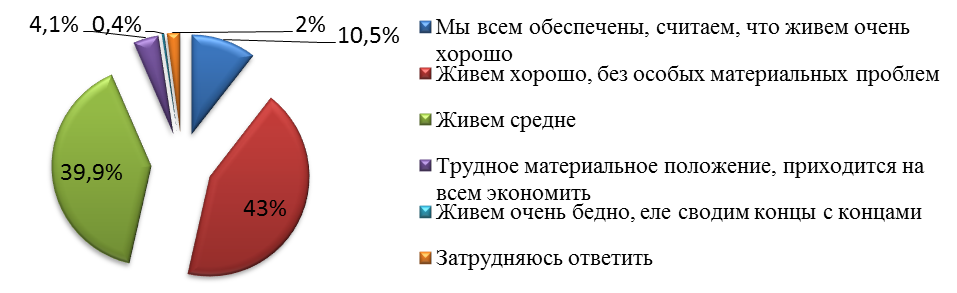 4,1%
0,4%
2%
10,5%
39,9%
43%
Мы всем обеспечены, считаем, что живем очень
хорошо
Живем хорошо, без особых материальных проблем
Живем средне
Трудное материальное положение, приходится на
всем экономить
Живем очень бедно, еле сводим концы с концами
Затрудняюсь ответить